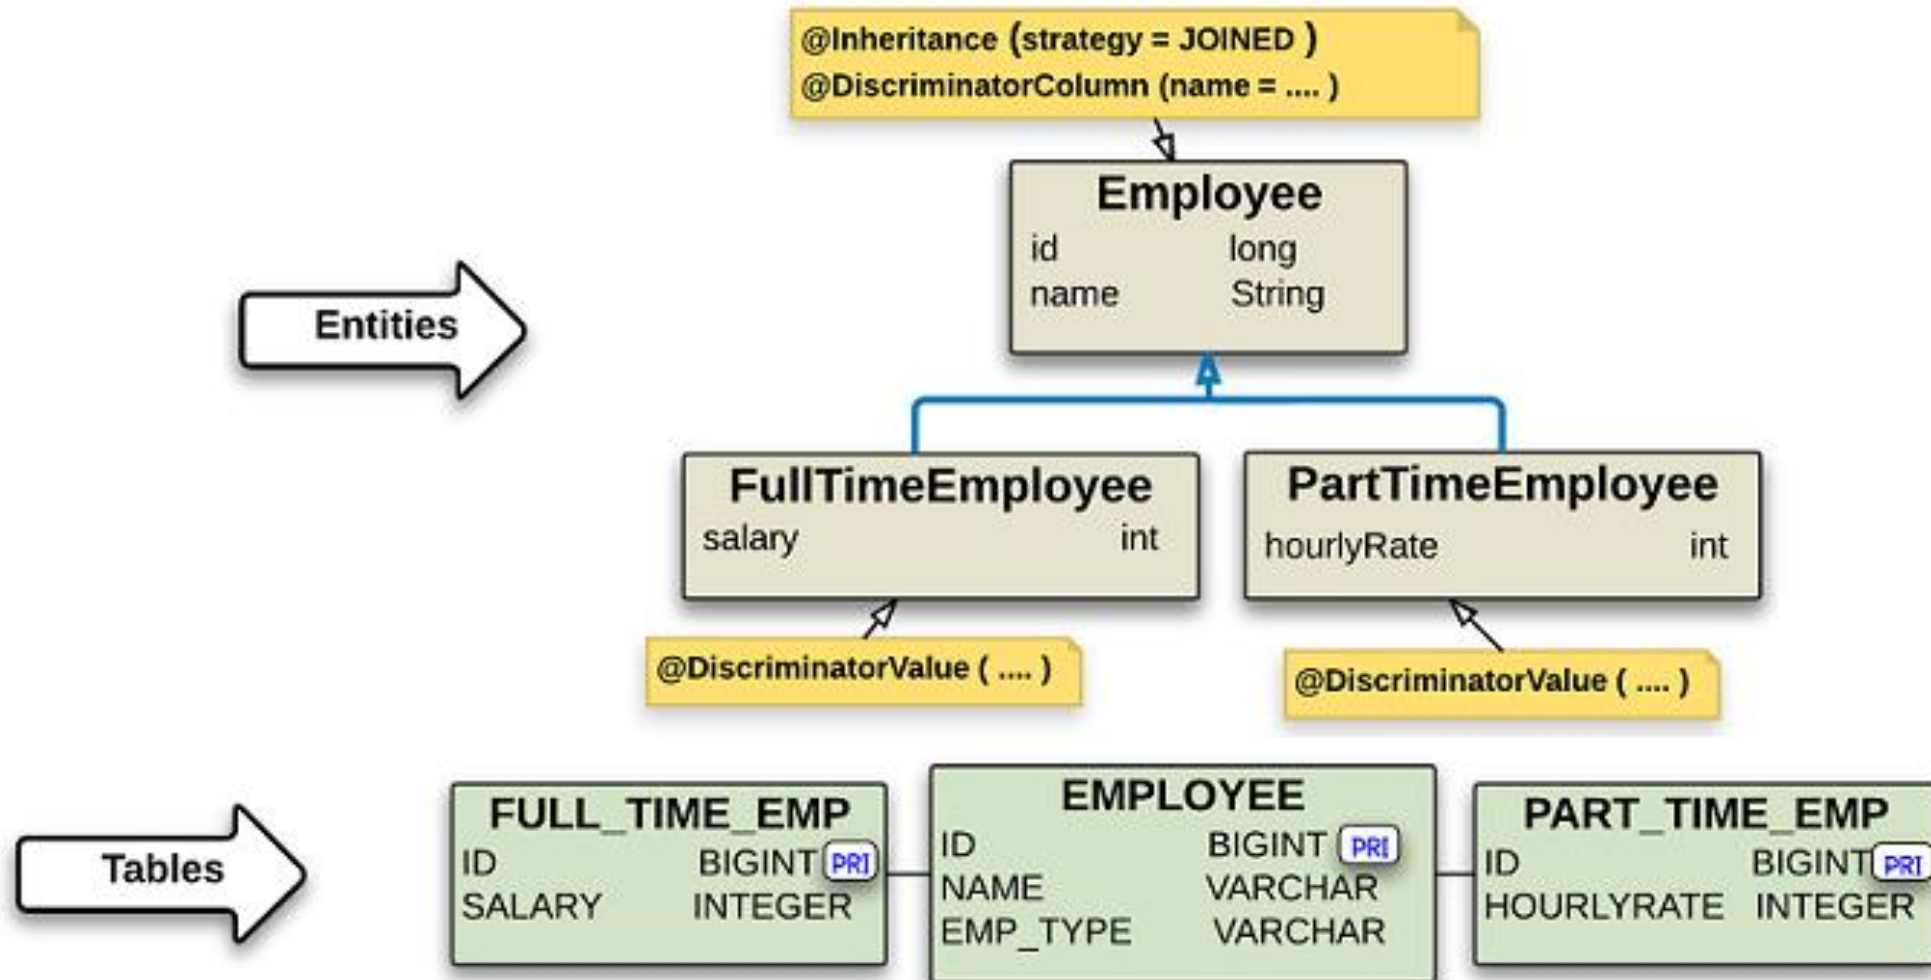 @Inheritance (strategy = JOINED )
@DiscriminatorColumn (name = .... )
Employee
id long
name String
Entities
FullTimeEmployee
salary int
PartTimeEmployee
hourlyRate int
@DiscriminatorValue ( .... )
@DiscriminatorValue ( .... )
Tables
FULL_TIME_EMP
ID BIGINT PRI
SALARY INTEGER
EMPLOYEE
ID BIGINT PRI
NAME VARCHAR
EMP_TYPE VARCHAR
PART_TIME_EMP
ID BIGINT PRI
HOURLYRATE INTEGER